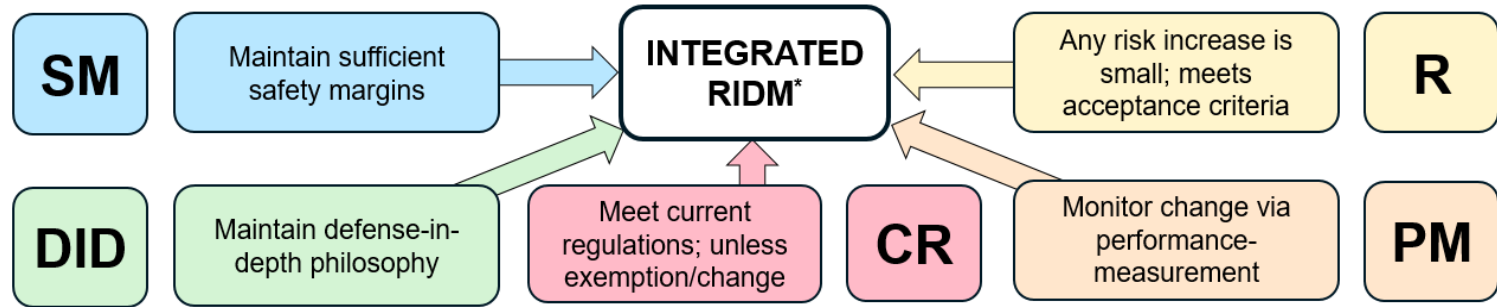 SM
Maintain sufficient
safety margins
INTEGRATED
RIDM*
Any risk increase is
small; meets
acceptance criteria
R
DID
Maintain defense-in-
depth philosophy
Meet current
regulations; unless
exemption/change
CR
Monitor change via
performance-
measurement
PM